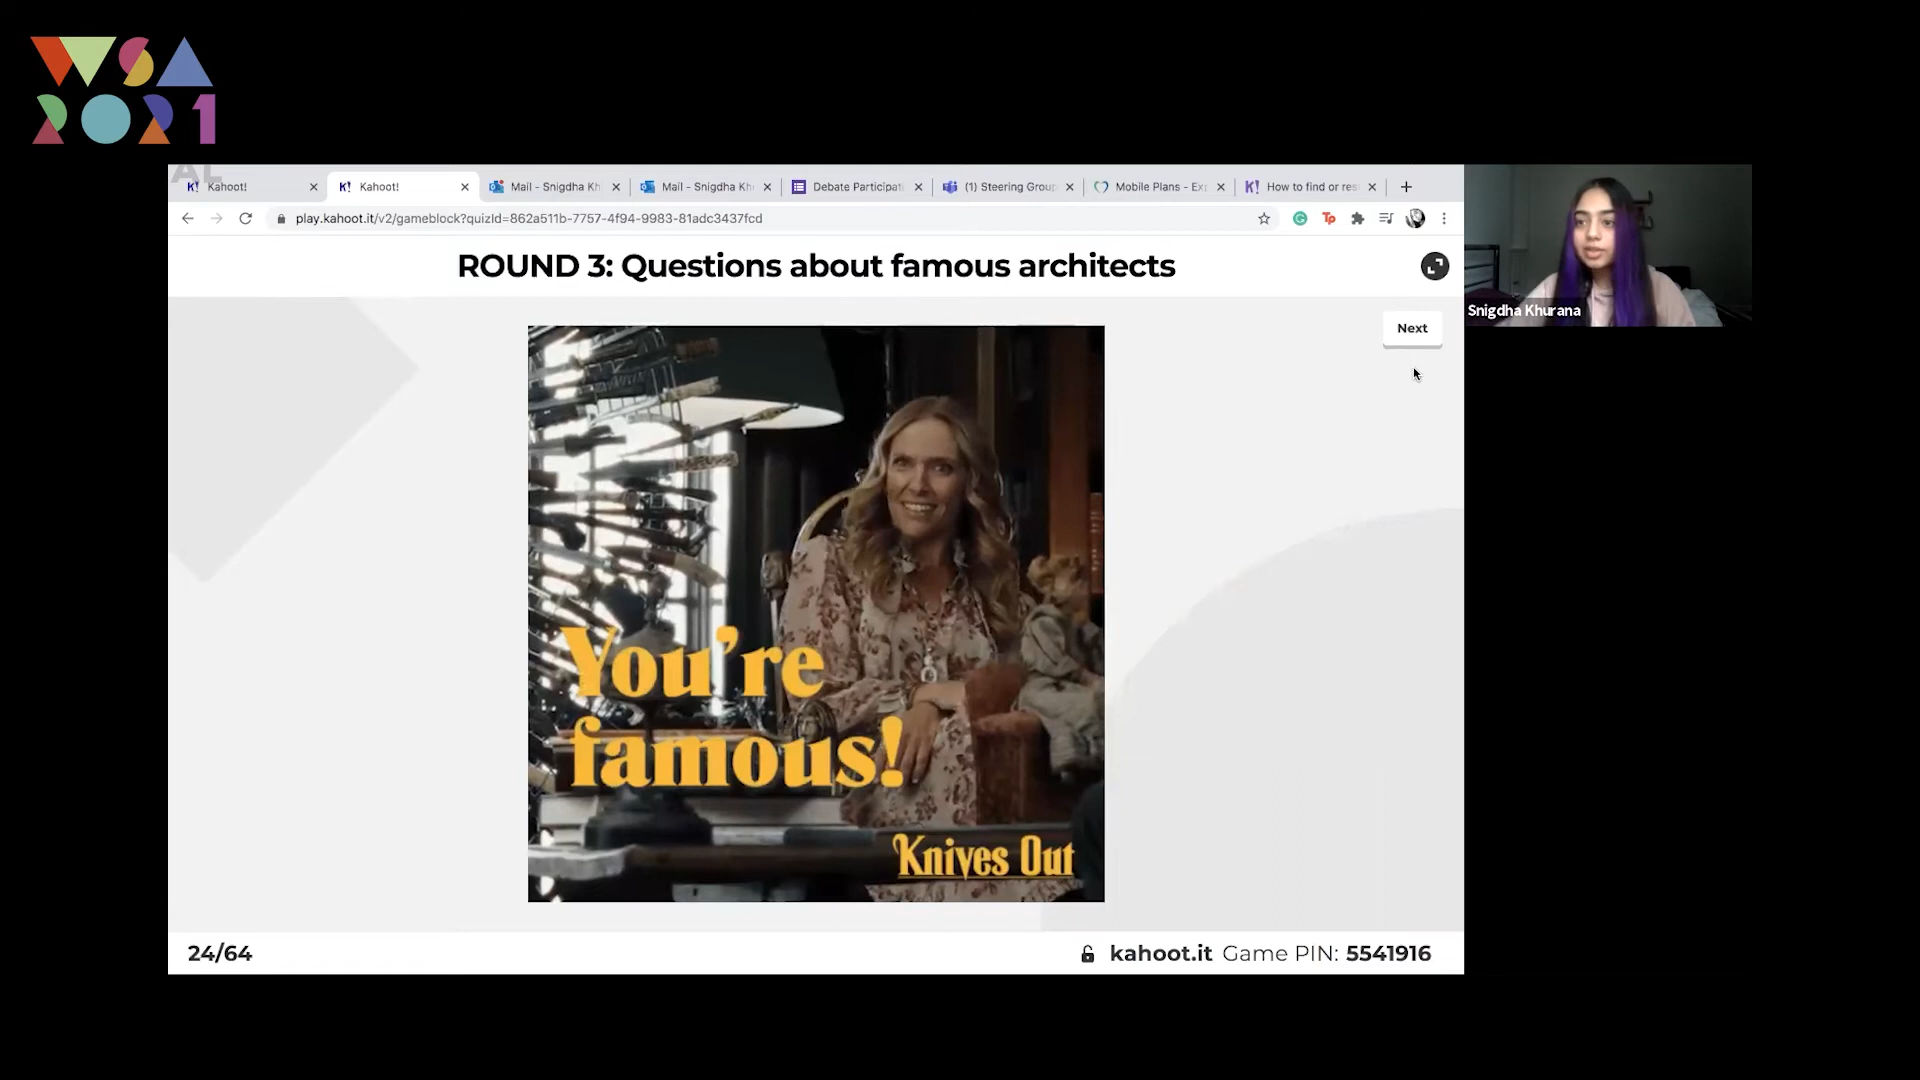 WSA
2021
AL
Kahoot!
Kahoot!
Mail - Snigdha Kh
Mail - Snigdha Kh
Debate Participat
(1) Steering Group
Mobile Plans - Ex
How to find or res
play.kahoot.it/v2/gameblock?quizId=862a511b-7757-4f94-9983-81adc3437fcd
Tp
ROUND 3: Questions about famous architects
Snigdha Khurana
Next
You're
famous!
Knives Out
24/64
kahoot.it Game PIN: 5541916